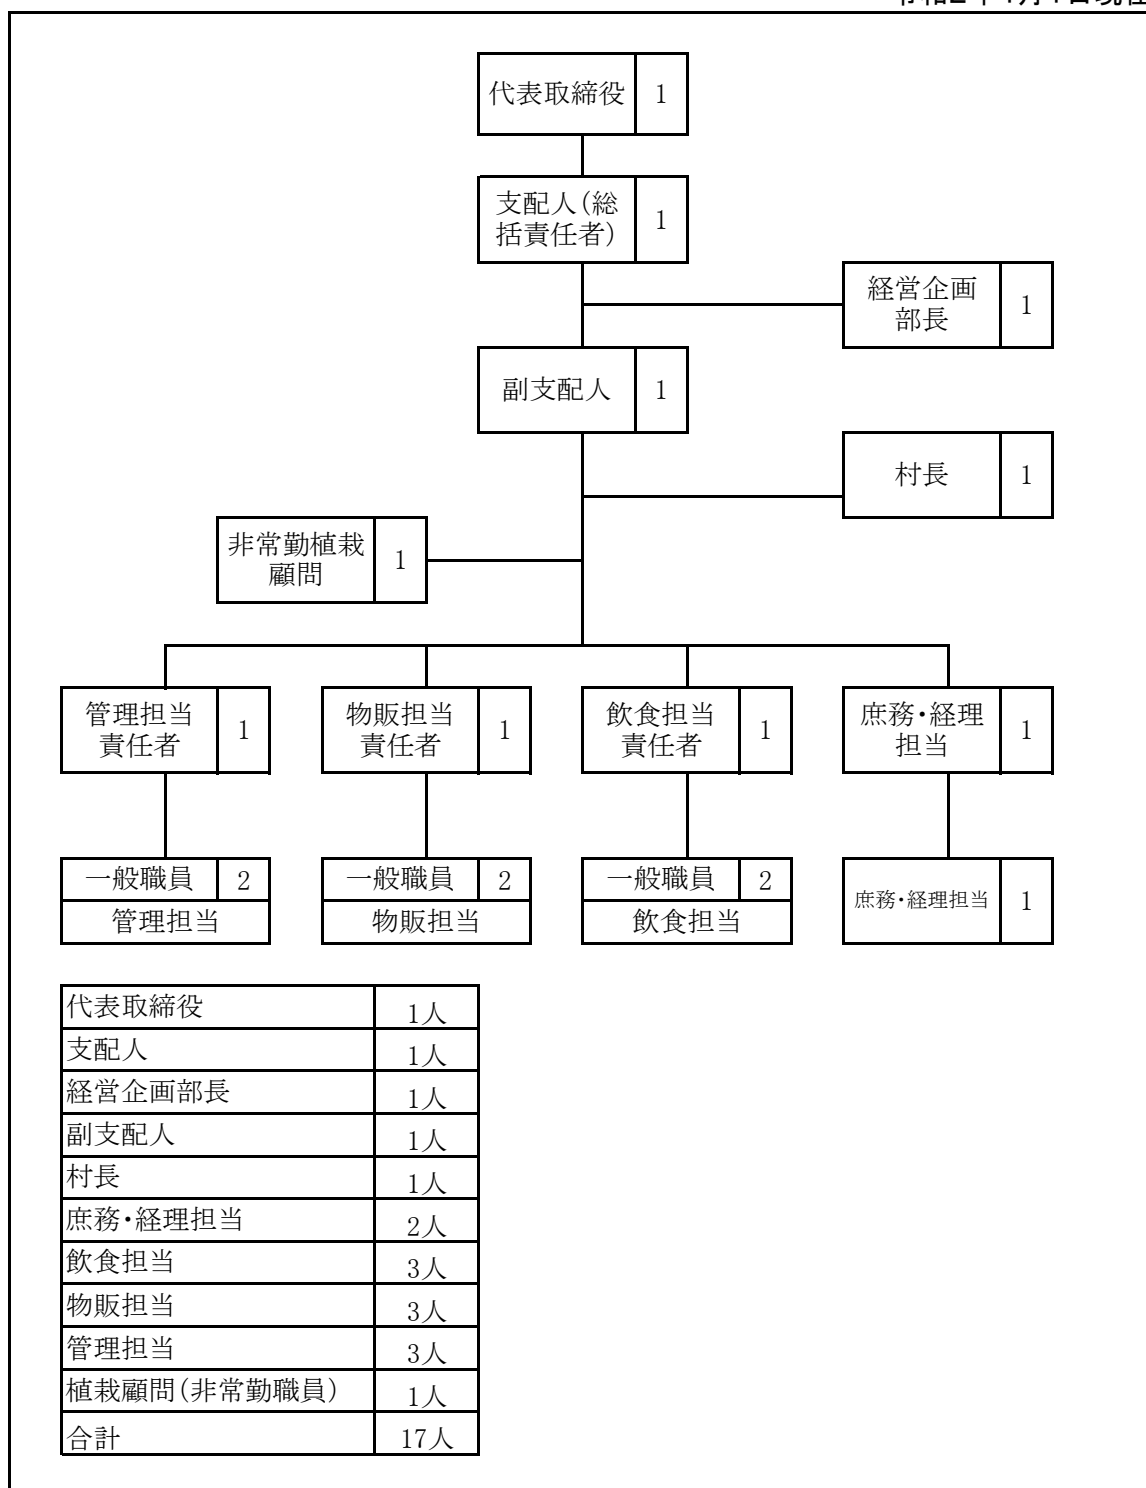 代表取締役 1
支配人(総
括責任者) 1
経営企画
部長 1
副支配人 1
村長 1
非常勤植栽
顧問 1
管理担当
責任者 1
物販担当
責任者 1
飲食担当
責任者 1
庶務・経理
担当 1
一般職員 2
管理担当
一般職員 2
物販担当
一般職員 2
飲食担当
庶務・経理担当 1
代表取締役 1人
支配人 1人
経営企画部長 1人
副支配人 1人
村長 1人
庶務・経理担当 2人
飲食担当 3人
物販担当 3人
管理担当 3人
植栽顧問(非常勤職員) 1人
合計 17人